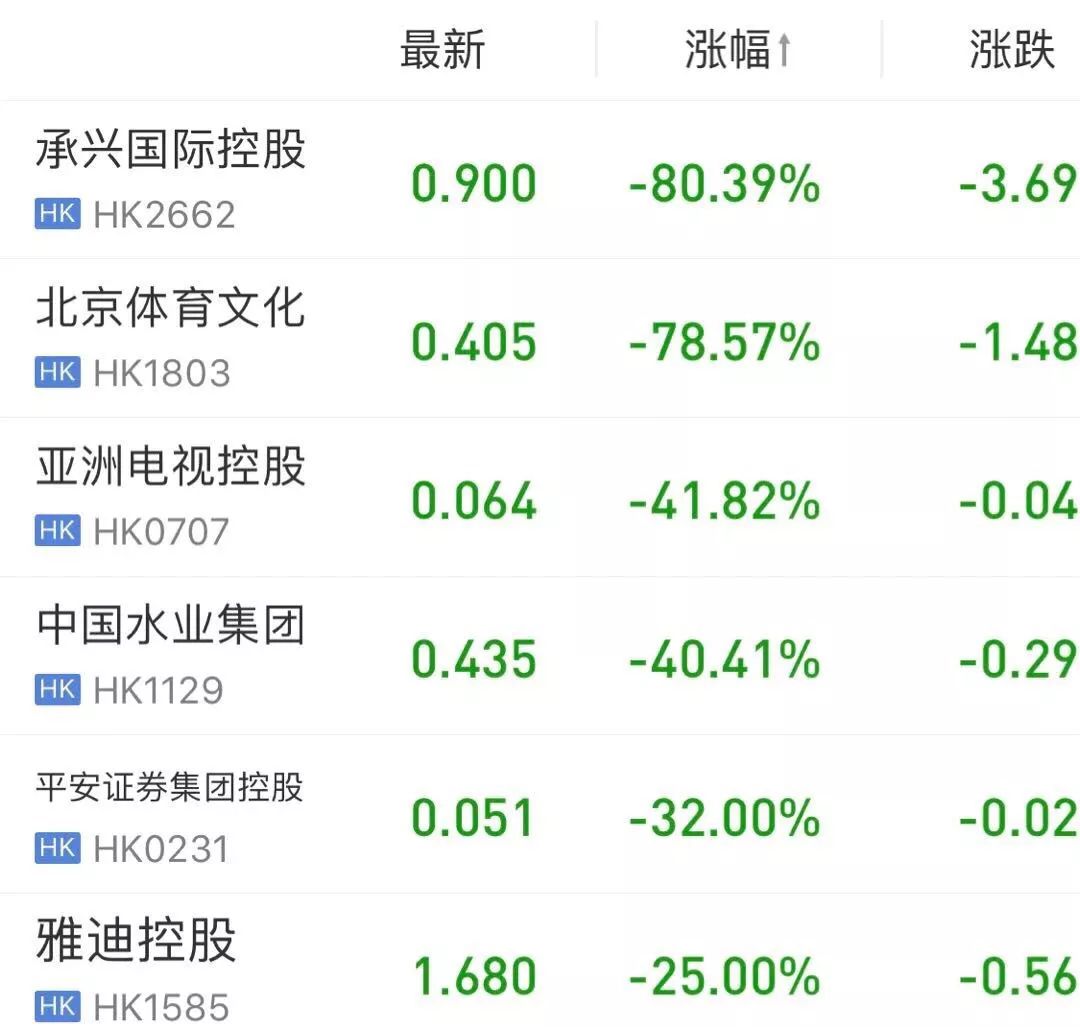 最新 涨幅↑ 涨跌
承兴国际控股
0.900 -80.39% -3.69
HK HK2662
北京体育文化
0.405 -78.57% -1.48
HK HK1803
亚洲电视控股
0.064 -41.82% -0.04
HK HK0707
中国水业集团
0.435 -40.41% -0.29
HK HK1129
平安证券集团控股
0.051 -32.00% -0.02
HK HK0231
雅迪控股
1.680 -25.00% -0.56
HK HK1585